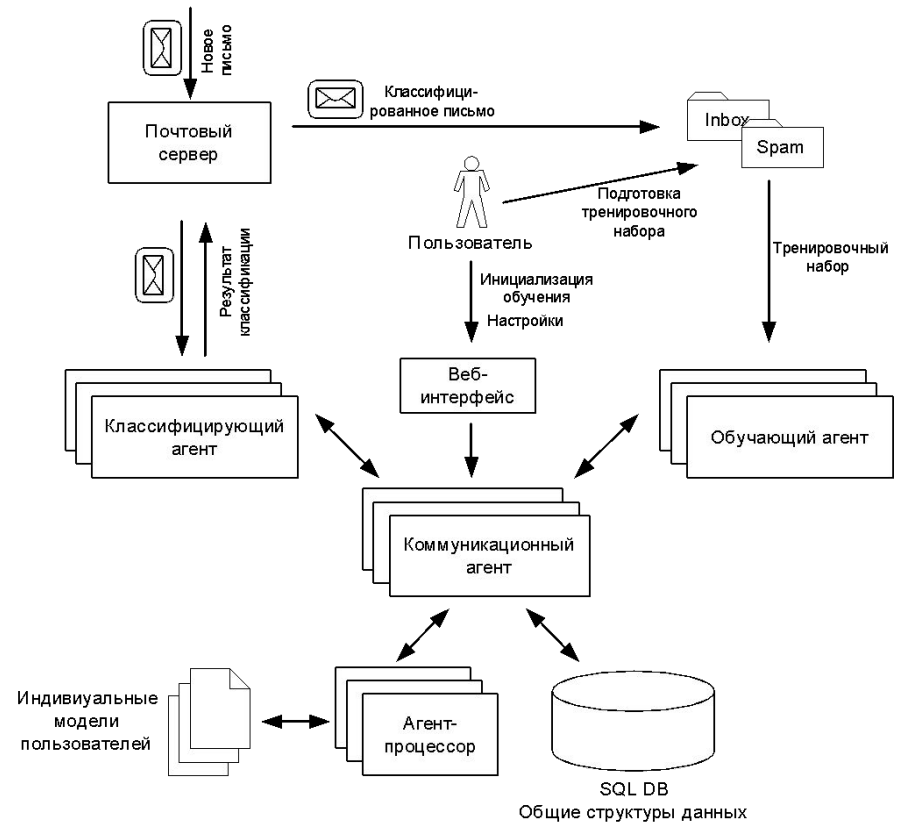 Новое
письмо
Классифици-
рованное письмо
Почтовый
сервер
Inbox
Spam
Подготовка
тренировочного
набора
Пользователь
Тренировочный
набор
Результат
классификации
Инициализация
обучения
Настройки
Веб-
интерфейс
Классифицирующий
агент
Обучающий агент
Коммуникационный
агент
Индивиуальные
модели
пользователей
Агент-
процессор
SQL DB
Общие структуры данных